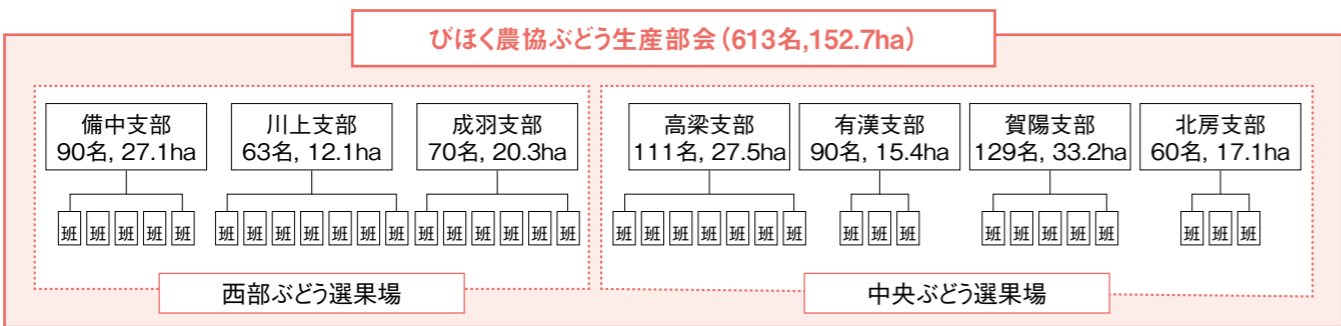 びほく農協ぶどう生産部会（613名,152.7ha）
備中支部
90名, 27.1ha
川上支部
63名, 12.1ha
成羽支部
70名, 20.3ha
高梁支部
111名, 27.5ha
有漢支部
90名, 15.4ha
賀陽支部
129名, 33.2ha
北房支部
60名, 17.1ha
班 班 班 班 班 班 班 班 班 班 班 班 班 班 班 班 班 班 班 班 班 班 班 班 班 班 班 班 班 班 班 班 班 班 班 班
西部ぶどう選果場
中央ぶどう選果場